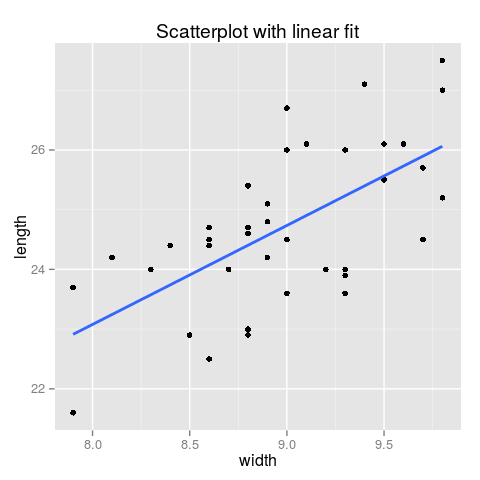 Scatterplot with linear fit
length
26
24
22
8.0 8.5 9.0 9.5
width